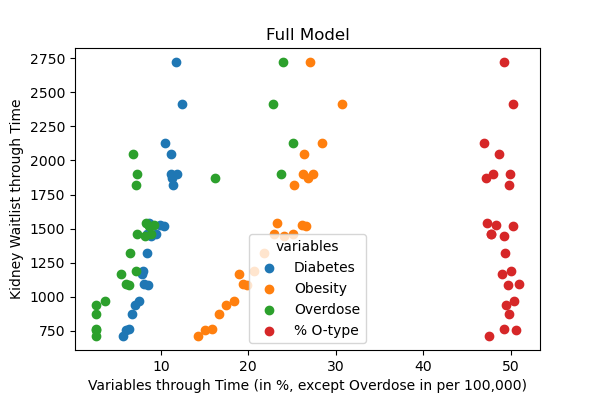 Full Model
Kidney Waitlist through Time
2750
2500
2250
2000
1750
1500
1250
1000
750
variables
Diabetes
Obesity
Overdose
% O-type
10 20 30 40 50
Variables through Time (in %, except Overdose in per 100,000)